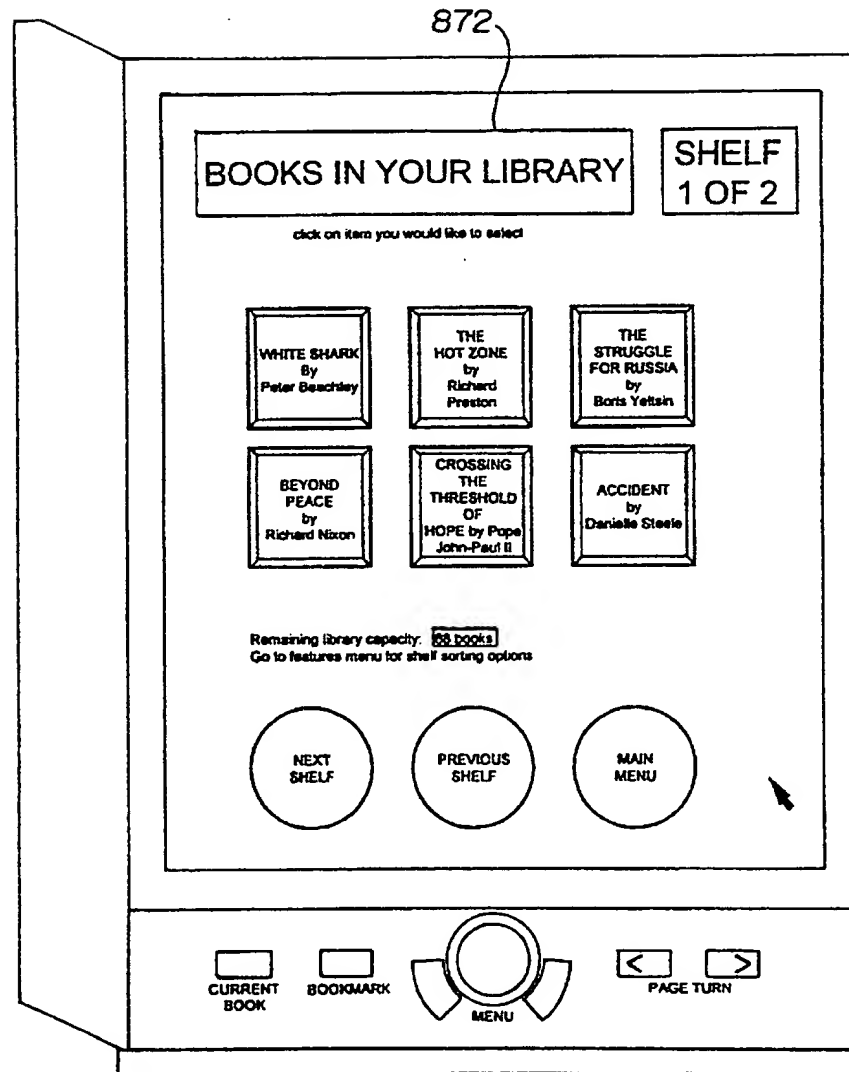 872
BOOKS IN YOUR LIBRARY
SHELF
1 OF 2
click on item you would like to select
WHITE SHARK
By
Peter Beachley
THE
HOT ZONE
by
Richard
Preston
THE
STRUGGLE
FOR RUSSIA
by
Boris Yeltsin
BEYOND
PEACE
by
Richard Nixon
CROSSING
THE
THRESHOLD
OF
HOPE by Pope
John-Paul II
ACCIDENT
by
Danielle Steele
Remaining library capacity: books
Go to features menu for shelf sorting options
NEXT
SHELF
PREVIOUS
SHELF
MAIN
MENU
CURRENT
BOOK
BOOKMARK
MENU
< >
PAGE TURN